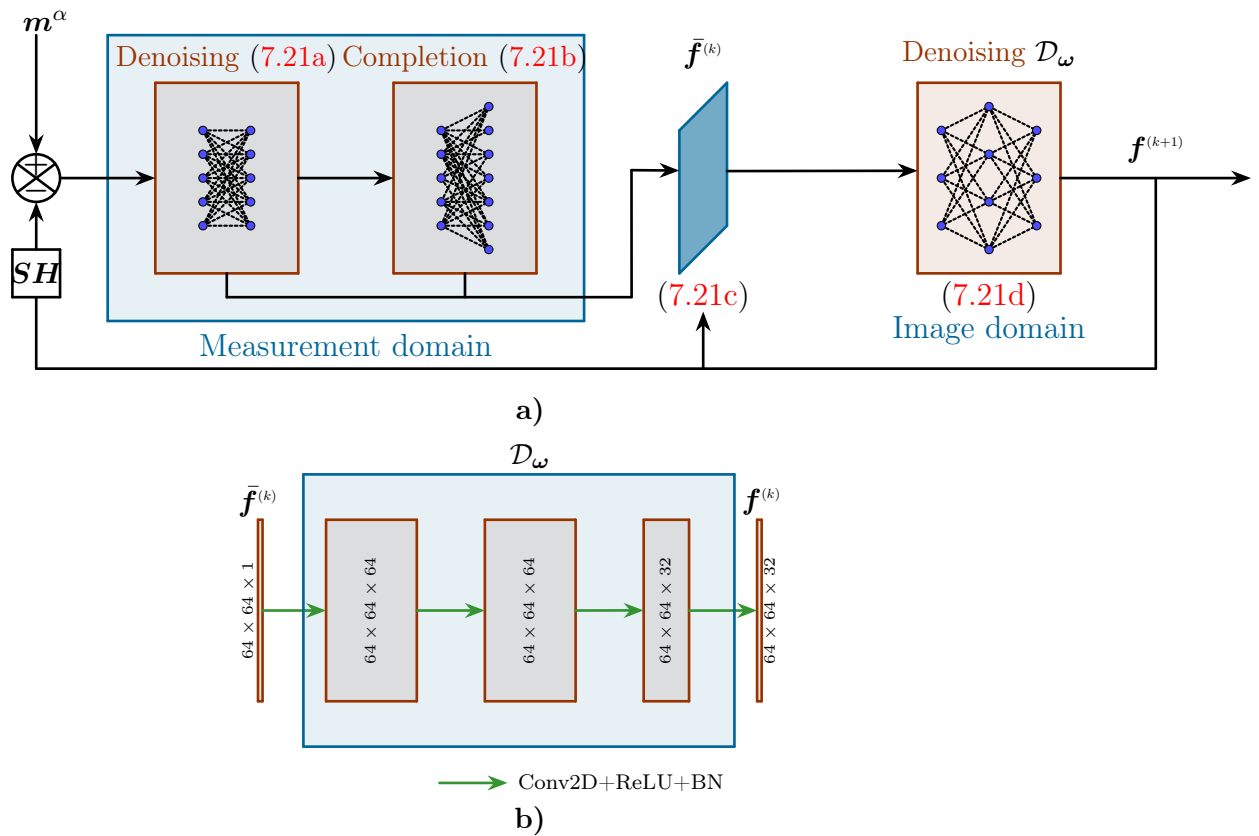 m^α
Denoising (7.21a) Completion (7.21b)
f̄^(k)
Denoising 𝒟_ω
f^(k+1)
+
−
SH
(7.21c)
(7.21d)
Measurement domain
Image domain
a)
𝒟_ω
f̄^(k)
f^(k)
64 × 64 × 1
64 × 64 × 64
64 × 64 × 64
64 × 64 × 32
64 × 64 × 32
Conv2D+ReLU+BN
b)